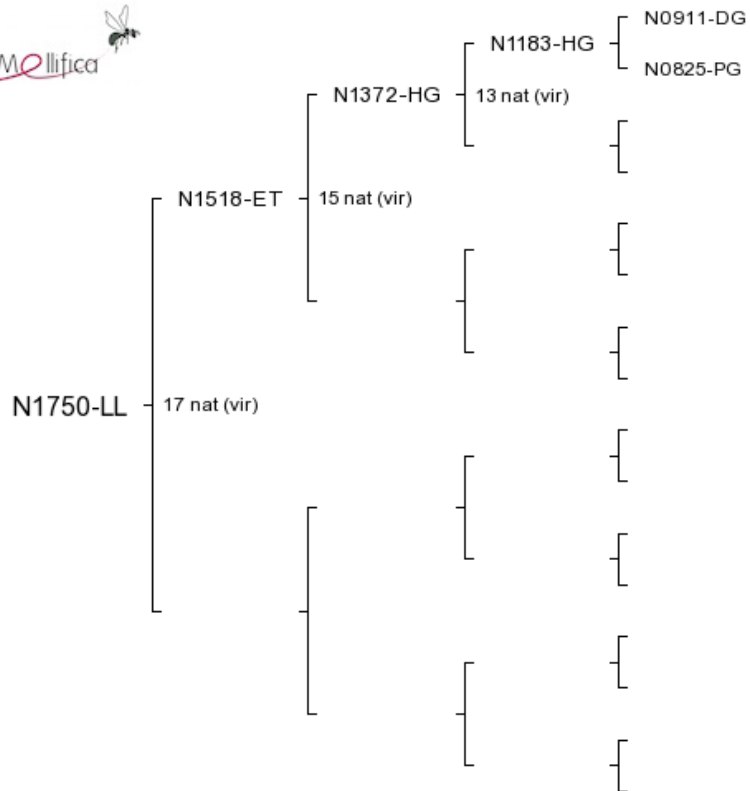 Mellifica
N0911-DG
N1183-HG
N0825-PG
N1372-HG 13 nat (vir)
N1518-ET 15 nat (vir)
N1750-LL 17 nat (vir)